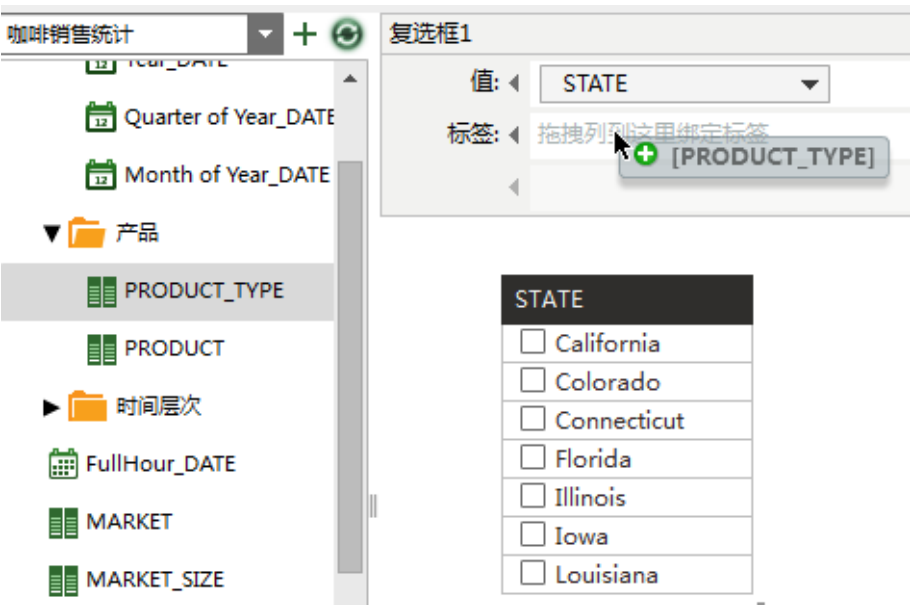 咖啡销售统计
Year_DATE
12
Quarter of Year_DATE
12
Month of Year_DATE
产品
PRODUCT_TYPE
PRODUCT
时间层次
FullHour_DATE
MARKET
MARKET_SIZE
复选框1
值:
STATE
标签:
拖拽列到这里绑定标签
[PRODUCT_TYPE]
STATE
California
Colorado
Connecticut
Florida
Illinois
Iowa
Louisiana